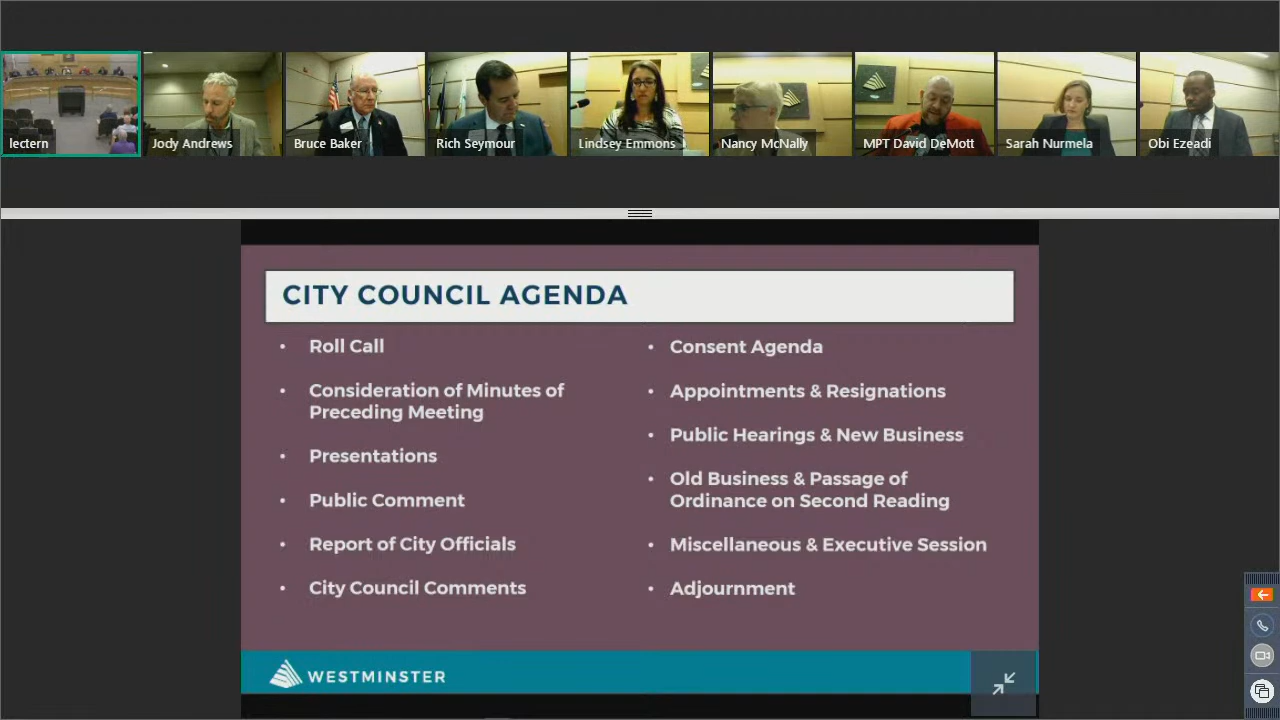 lectern
Jody Andrews
Bruce Baker
Rich Seymour
Lindsey Emmons
Nancy McNally
MPT David DeMott
Sarah Nurmela
Obi Ezeadi
CITY COUNCIL AGENDA
• Roll Call
• Consideration of Minutes of
Preceding Meeting
• Presentations
• Public Comment
• Report of City Officials
• City Council Comments
• Consent Agenda
• Appointments & Resignations
• Public Hearings & New Business
• Old Business & Passage of
Ordinance on Second Reading
• Miscellaneous & Executive Session
• Adjournment
WESTMINSTER